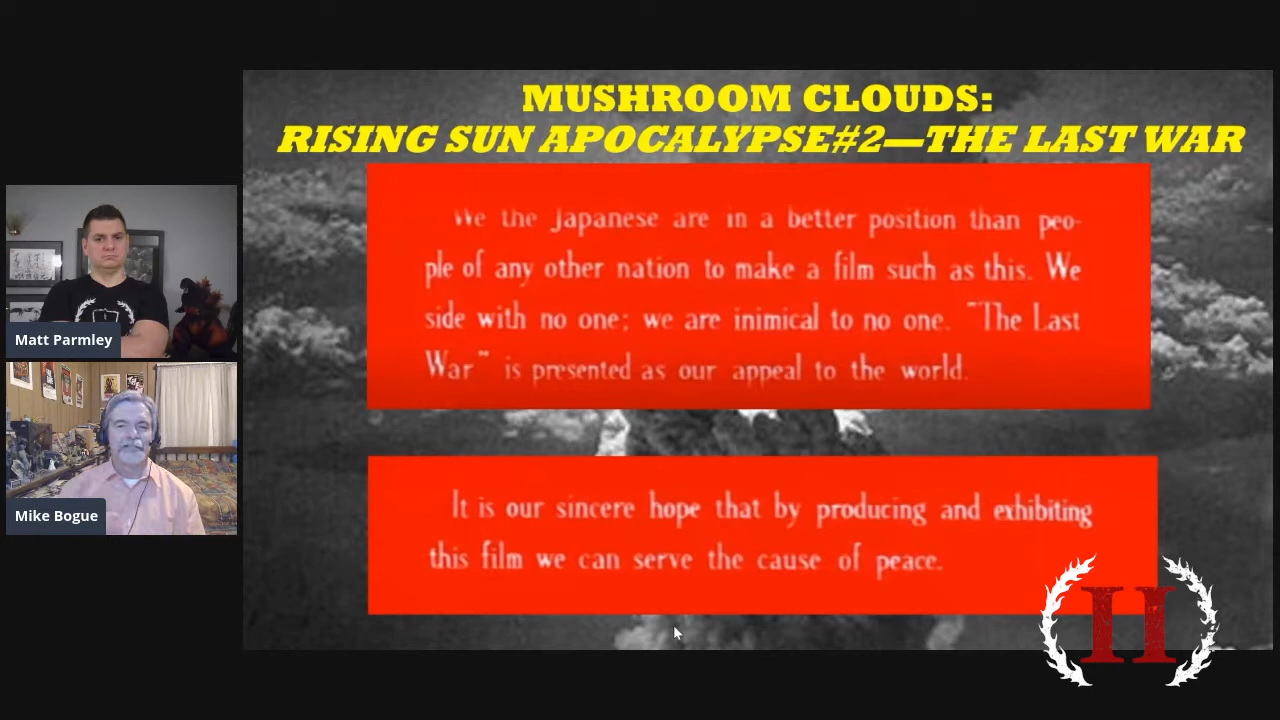 MUSHROOM CLOUDS:
RISING SUN APOCALYPSE#2—THE LAST WAR
We the Japanese are in a better position than peo-
ple of any other nation to make a film such as this. We
side with no one; we are inimical to no one. "The Last
War" is presented as our appeal to the world.
It is our sincere hope that by producing and exhibiting
this film we can serve the cause of peace.
Matt Parmley
Mike Bogue
II